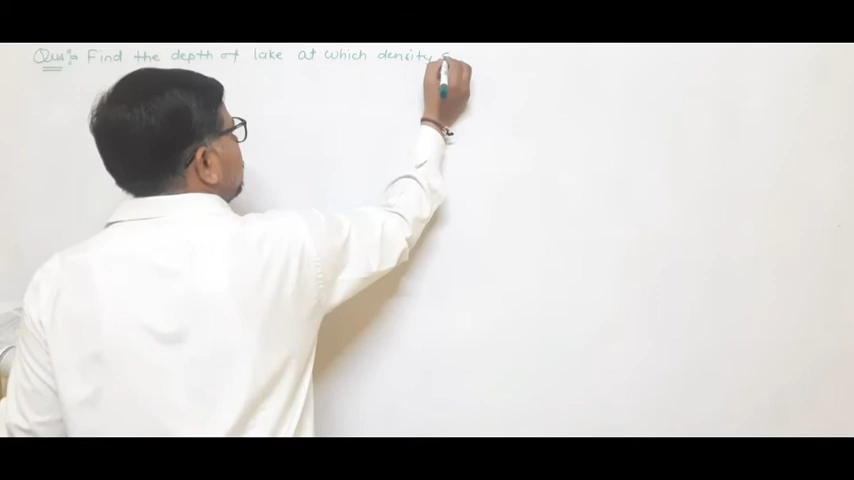 Que:- Find the depth of lake at which density